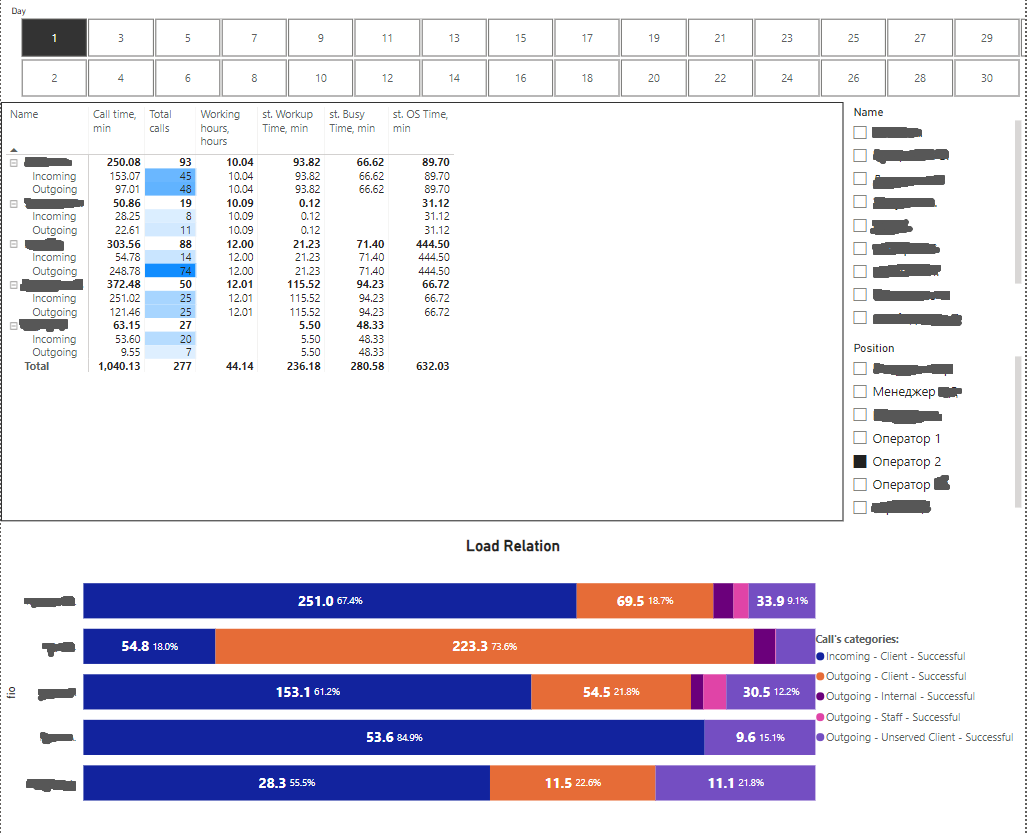 Day
1 3 5 7 9 11 13 15 17 19 21 23 25 27 29
2 4 6 8 10 12 14 16 18 20 22 24 26 28 30
Name Call time, min Total calls Working hours, hours st. Workup Time, min st. Busy Time, min st. OS Time, min
250.08 93 10.04 93.82 66.62 89.70
Incoming 153.07 45 10.04 93.82 66.62 89.70
Outgoing 97.01 48 10.04 93.82 66.62 89.70
50.86 19 10.09 0.12 31.12
Incoming 28.25 8 10.09 0.12 31.12
Outgoing 22.61 11 10.09 0.12 31.12
303.56 88 12.00 21.23 71.40 444.50
Incoming 54.78 14 12.00 21.23 71.40 444.50
Outgoing 248.78 74 12.00 21.23 71.40 444.50
372.48 50 12.01 115.52 94.23 66.72
Incoming 251.02 25 12.01 115.52 94.23 66.72
Outgoing 121.46 25 12.01 115.52 94.23 66.72
63.15 27 5.50 48.33
Incoming 53.60 20 5.50 48.33
Outgoing 9.55 7 5.50 48.33
Total 1,040.13 277 44.14 236.18 280.58 632.03
Name
Position
Менеджер
Оператор 1
Оператор 2
Оператор
Load Relation
fio
251.0 67.4% 69.5 18.7% 33.9 9.1%
54.8 18.0% 223.3 73.6%
153.1 61.2% 54.5 21.8% 30.5 12.2%
53.6 84.9% 9.6 15.1%
28.3 55.5% 11.5 22.6% 11.1 21.8%
Call's categories:
Incoming - Client - Successful
Outgoing - Client - Successful
Outgoing - Internal - Successful
Outgoing - Staff - Successful
Outgoing - Unserved Client - Successful